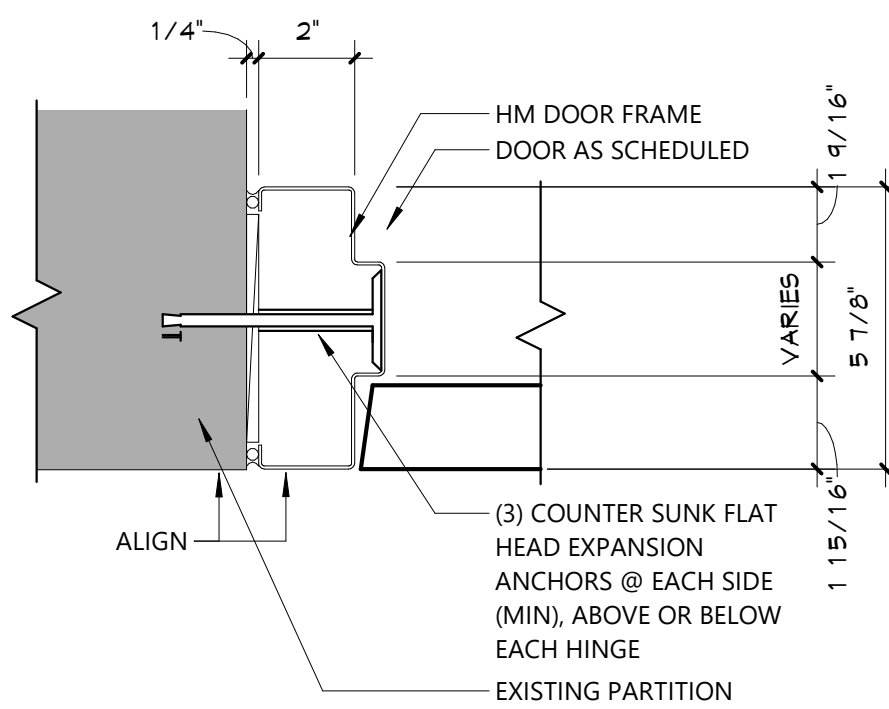 1/4"
2"
HM DOOR FRAME
DOOR AS SCHEDULED
1 9/16"
VARIES
5 7/8"
1 15/16"
ALIGN
(3) COUNTER SUNK FLAT
HEAD EXPANSION
ANCHORS @ EACH SIDE
(MIN), ABOVE OR BELOW
EACH HINGE
EXISTING PARTITION